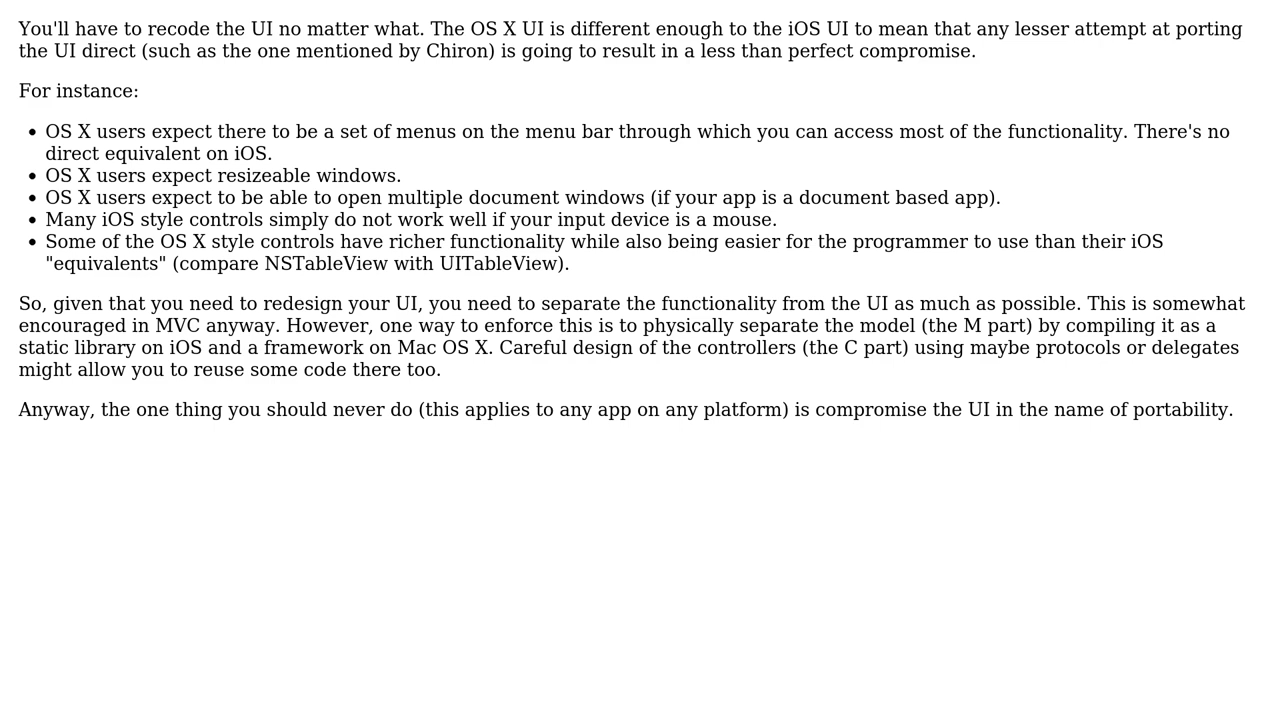 You'll have to recode the UI no matter what. The OS X UI is different enough to the iOS UI to mean that any lesser attempt at porting
the UI direct (such as the one mentioned by Chiron) is going to result in a less than perfect compromise.
For instance:
• OS X users expect there to be a set of menus on the menu bar through which you can access most of the functionality. There's no
direct equivalent on iOS.
• OS X users expect resizeable windows.
• OS X users expect to be able to open multiple document windows (if your app is a document based app).
• Many iOS style controls simply do not work well if your input device is a mouse.
• Some of the OS X style controls have richer functionality while also being easier for the programmer to use than their iOS
"equivalents" (compare NSTableView with UITableView).
So, given that you need to redesign your UI, you need to separate the functionality from the UI as much as possible. This is somewhat
encouraged in MVC anyway. However, one way to enforce this is to physically separate the model (the M part) by compiling it as a
static library on iOS and a framework on Mac OS X. Careful design of the controllers (the C part) using maybe protocols or delegates
might allow you to reuse some code there too.
Anyway, the one thing you should never do (this applies to any app on any platform) is compromise the UI in the name of portability.